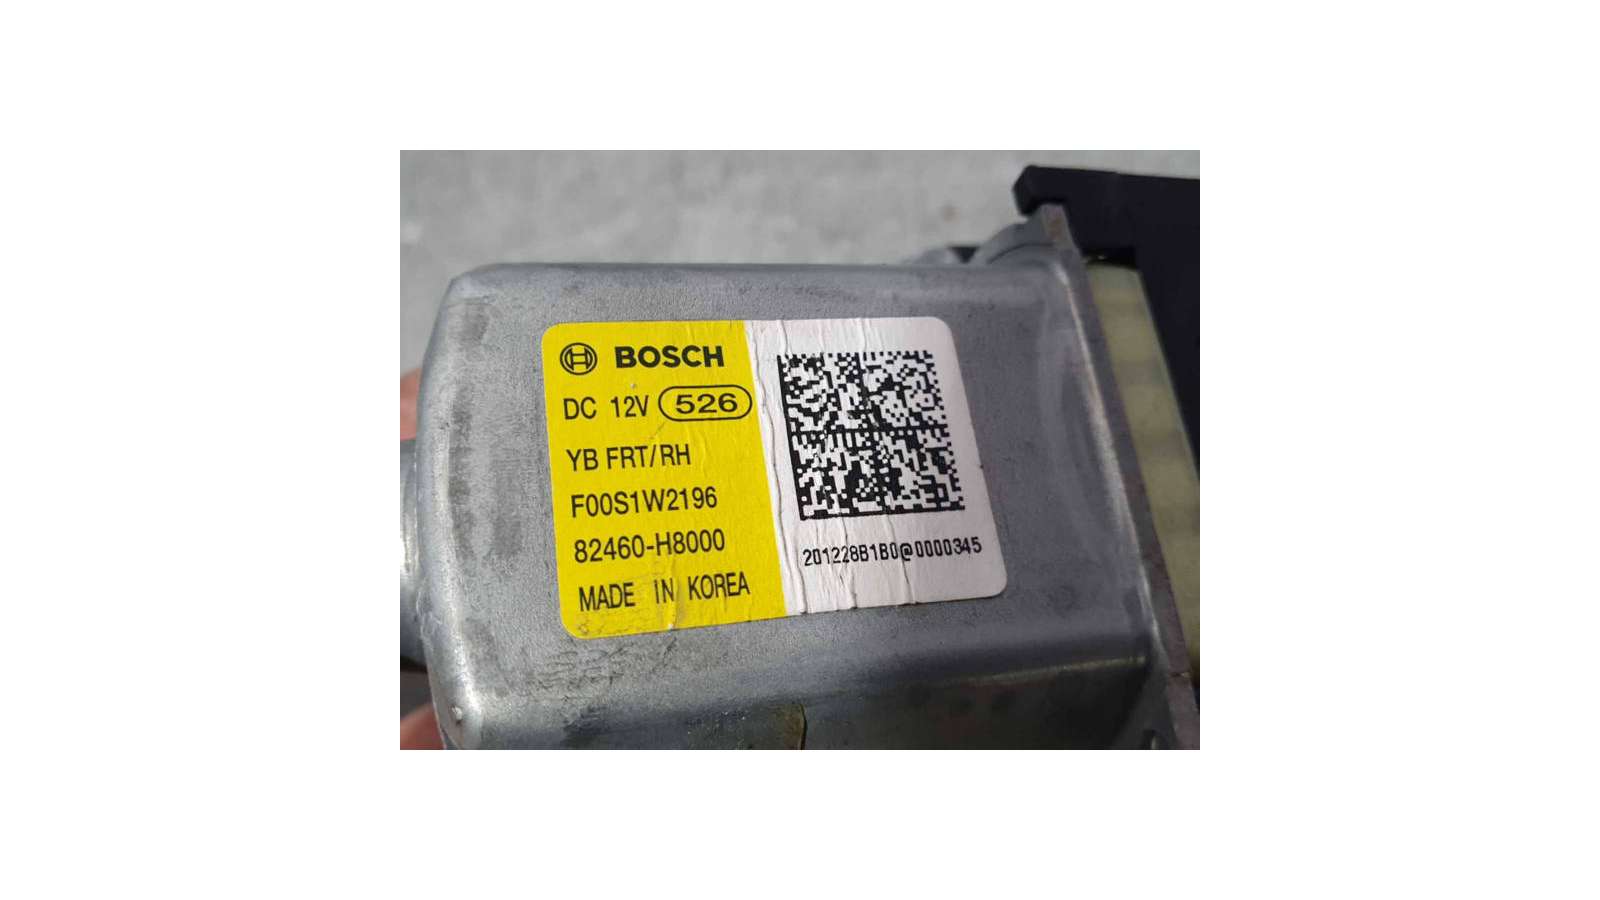 BOSCH
DC 12V 526
YB FRT/RH
F00S1W2196
82460-H8000
MADE IN KOREA
201228B1B0@0000345